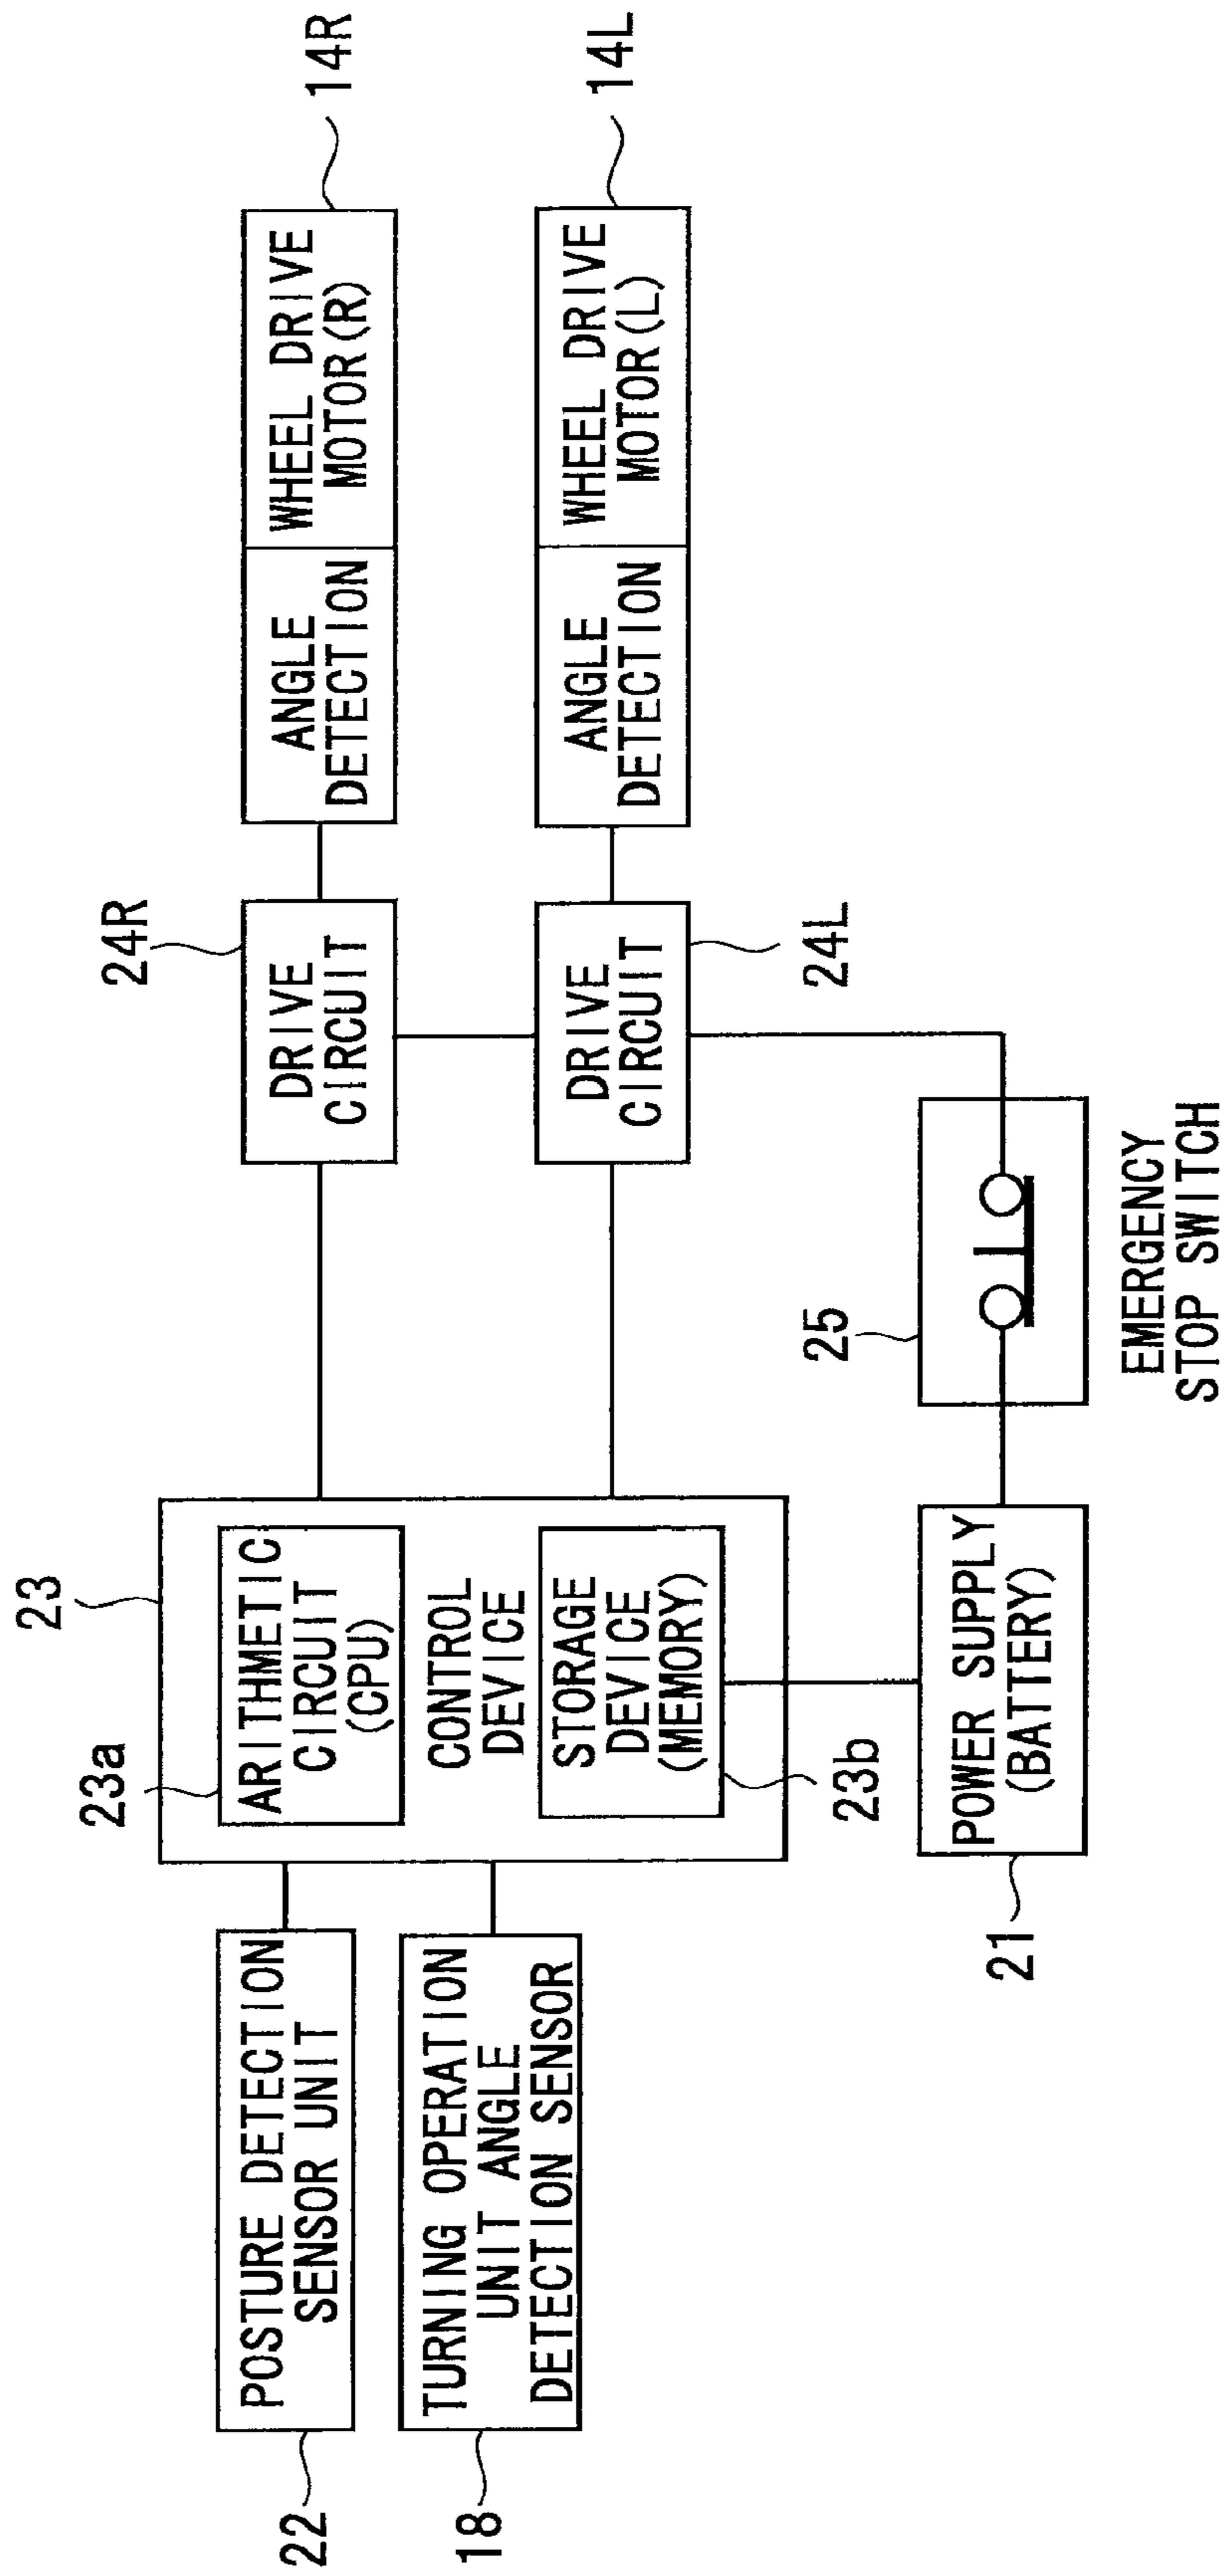 22
POSTURE DETECTION
SENSOR UNIT
18
TURNING OPERATION
UNIT ANGLE
DETECTION SENSOR
23
23a
ARITHMETIC
CIRCUIT
(CPU)
CONTROL
DEVICE
STORAGE
DEVICE
(MEMORY)
23b
24R
DRIVE
CIRCUIT
ANGLE
DETECTION
WHEEL DRIVE
MOTOR(R)
14R
DRIVE
CIRCUIT
24L
ANGLE
DETECTION
WHEEL DRIVE
MOTOR(L)
14L
21
POWER SUPPLY
(BATTERY)
25
EMERGENCY
STOP SWITCH